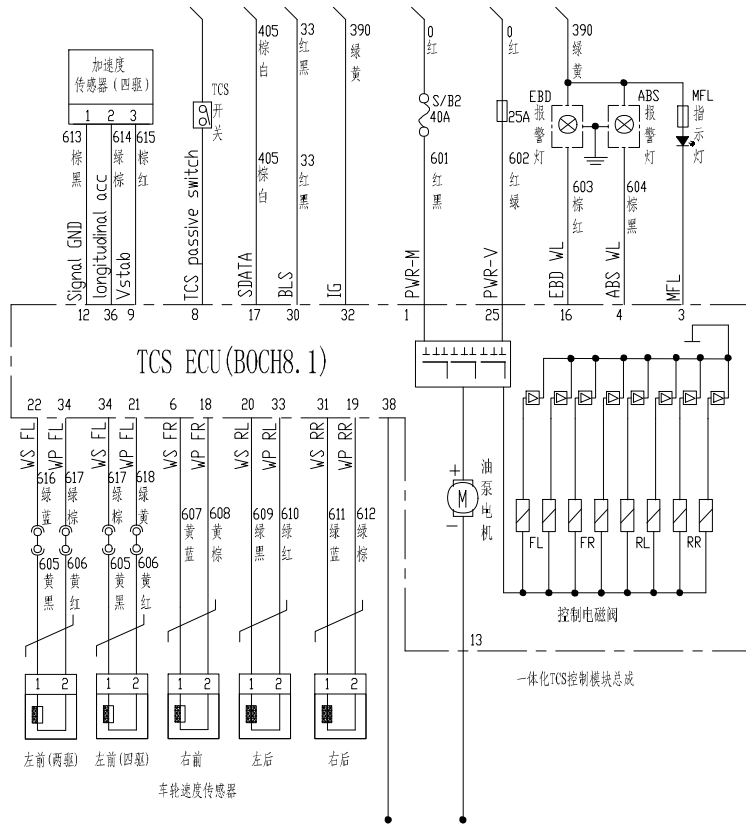 405
棕
白
33
红
黑
390
绿
黄
0
红
0
红
390
绿
黄
加速度
传感器(四驱)
1 2 3
613
棕
黑
614
绿
棕
615
棕
红
TCS
开
关
S/B2
40A
25A
EBD
报
警
灯
ABS
报
警
灯
MFL
指
示
灯
405
棕
白
33
红
黑
601
红
黑
602
红
绿
603
棕
红
604
棕
黑
Signal GND
longitudinal acc
Vstab
TCS passive switch
SDATA
BLS
IG
PWR-M
PWR-V
EBD WL
ABS WL
MFL
12 36 9 8 17 30 32 1 25 16 4 3
TCS ECU(BOCH8.1)
22 34 34 21 6 18 20 33 31 19 38
WS FL
WP FL
WS FL
WP FL
WS FR
WP FR
WS RL
WP RL
WS RR
WP RR
616
绿
蓝
617
绿
棕
617
绿
棕
618
绿
黄
605
黄
黑
606
黄
红
605
黄
黑
606
黄
红
607
黄
蓝
608
黄
棕
609
绿
黑
610
绿
红
611
绿
蓝
612
绿
棕
+
M
−
油
泵
电
机
FL FR RL RR
控制电磁阀
13
一体化TCS控制模块总成
1 2
1 2
1 2
1 2
1 2
左前(两驱) 左前(四驱) 右前 左后 右后
车轮速度传感器